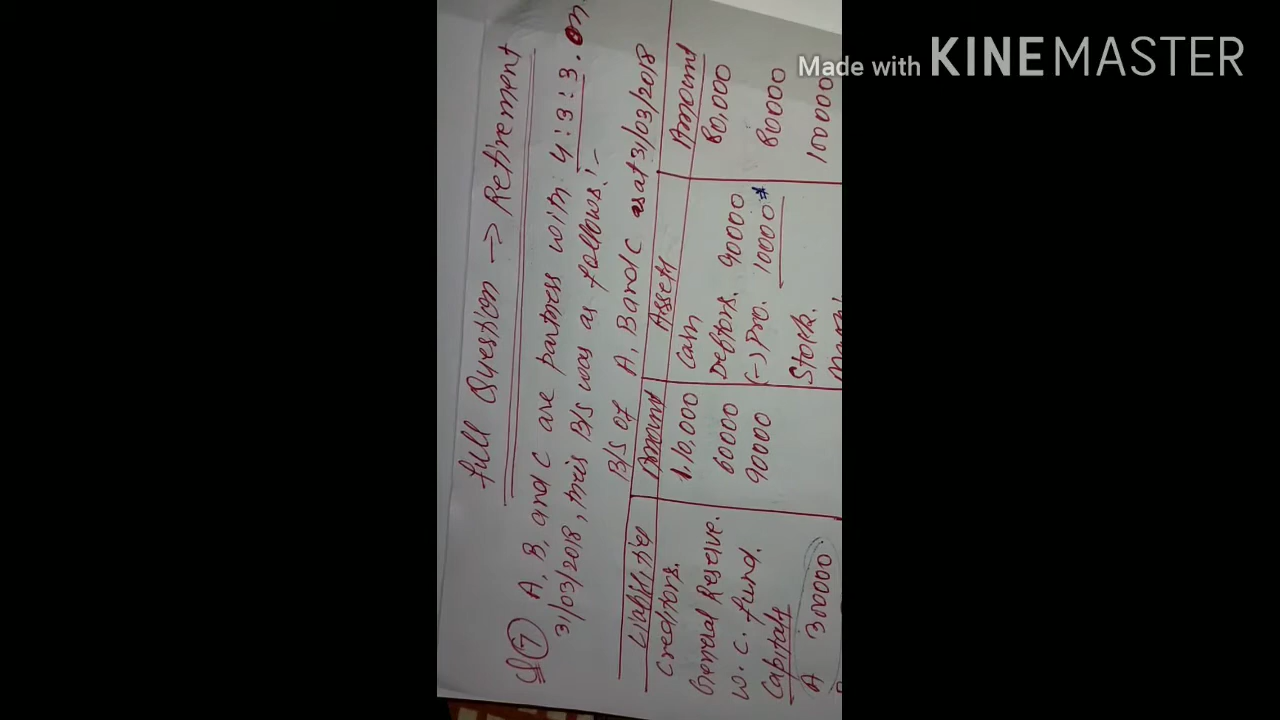 Made with KINEMASTER
Full Question → Retirement
Q(7) A, B, and C are partners with 4:3:3. On
31/03/2018, their B/S was as follows:-
B/S of A, B and C as at 31/03/2018
Liabilities Amount Assets Amount
Creditors. 1,10,000 Cash 80,000
General Reserve. 60000 Debtors. 90000
W.C. fund. 90000 (-) Pro. 10000* 80000
Capitals Stock. 100000
A 300000